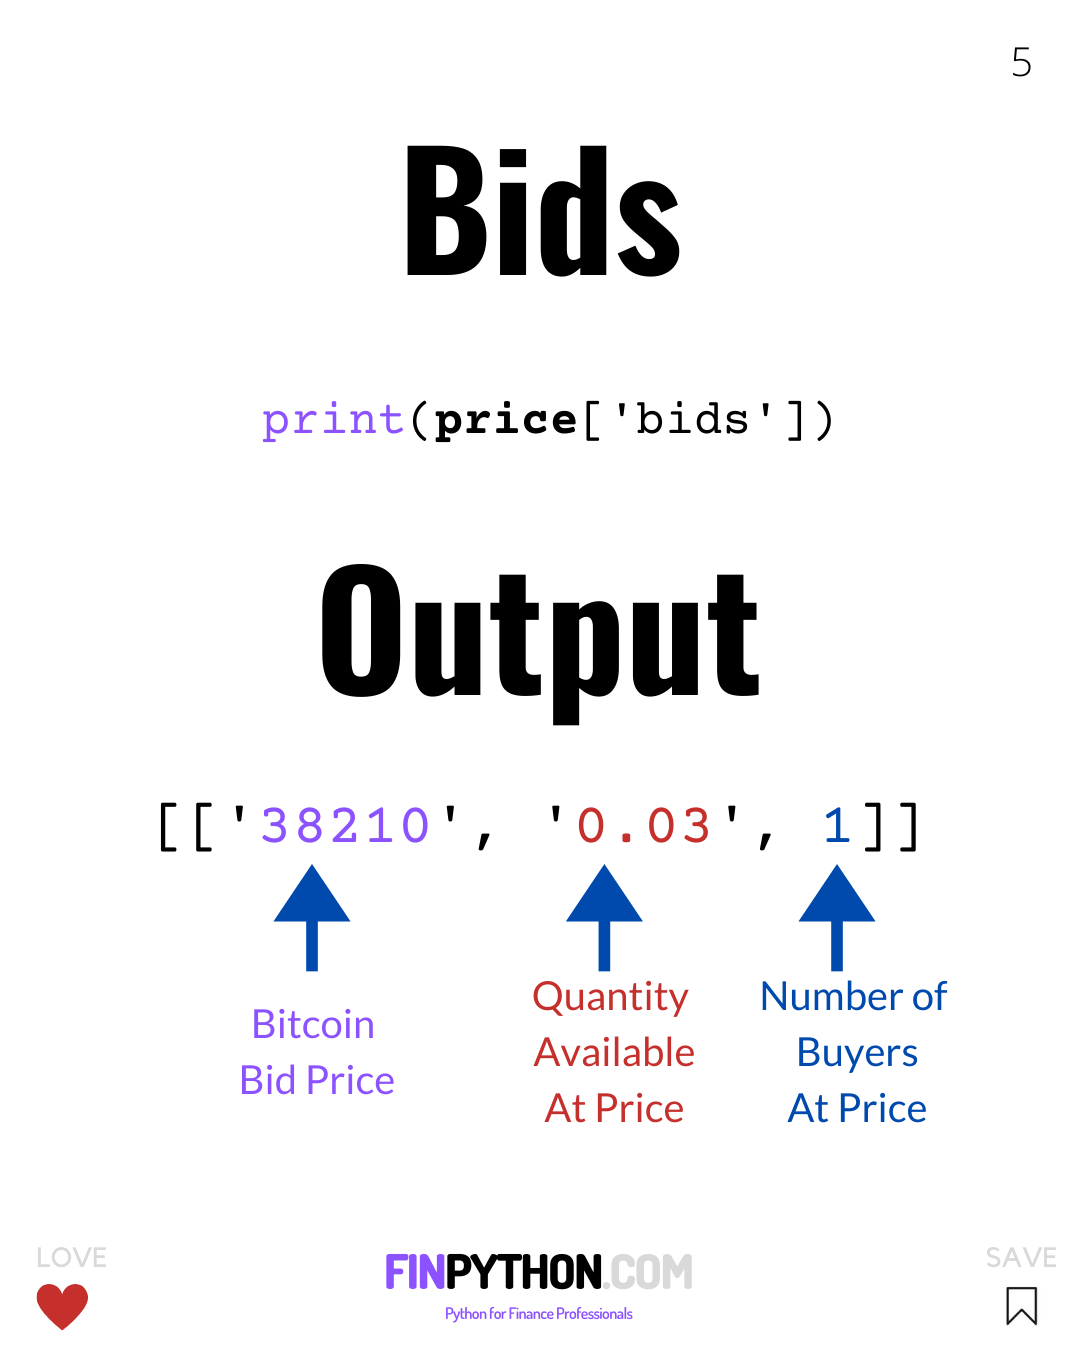 5
Bids
print(price['bids'])
Output
[['38210', '0.03', 1]]
Bitcoin
Bid Price
Quantity
Available
At Price
Number of
Buyers
At Price
LOVE
FINPYTHON.COM
Python for Finance Professionals
SAVE